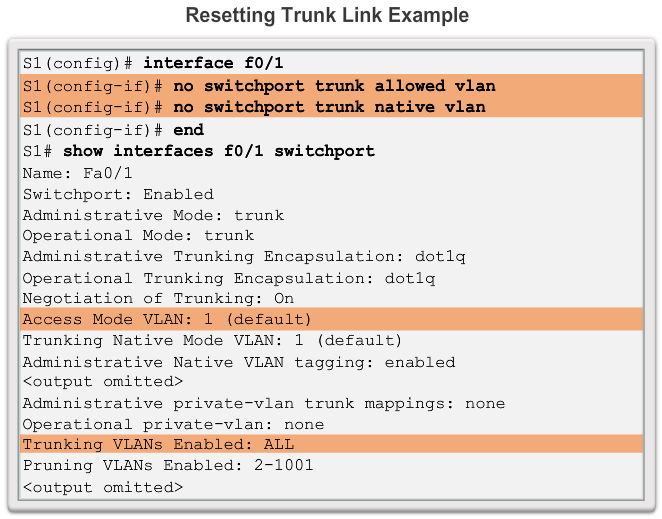 Resetting Trunk Link Example
S1(config)# interface f0/1
S1(config-if)# no switchport trunk allowed vlan
S1(config-if)# no switchport trunk native vlan
S1(config-if)# end
S1# show interfaces f0/1 switchport
Name: Fa0/1
Switchport: Enabled
Administrative Mode: trunk
Operational Mode: trunk
Administrative Trunking Encapsulation: dot1q
Operational Trunking Encapsulation: dot1q
Negotiation of Trunking: On
Access Mode VLAN: 1 (default)
Trunking Native Mode VLAN: 1 (default)
Administrative Native VLAN tagging: enabled
<output omitted>
Administrative private-vlan trunk mappings: none
Operational private-vlan: none
Trunking VLANs Enabled: ALL
Pruning VLANs Enabled: 2-1001
<output omitted>